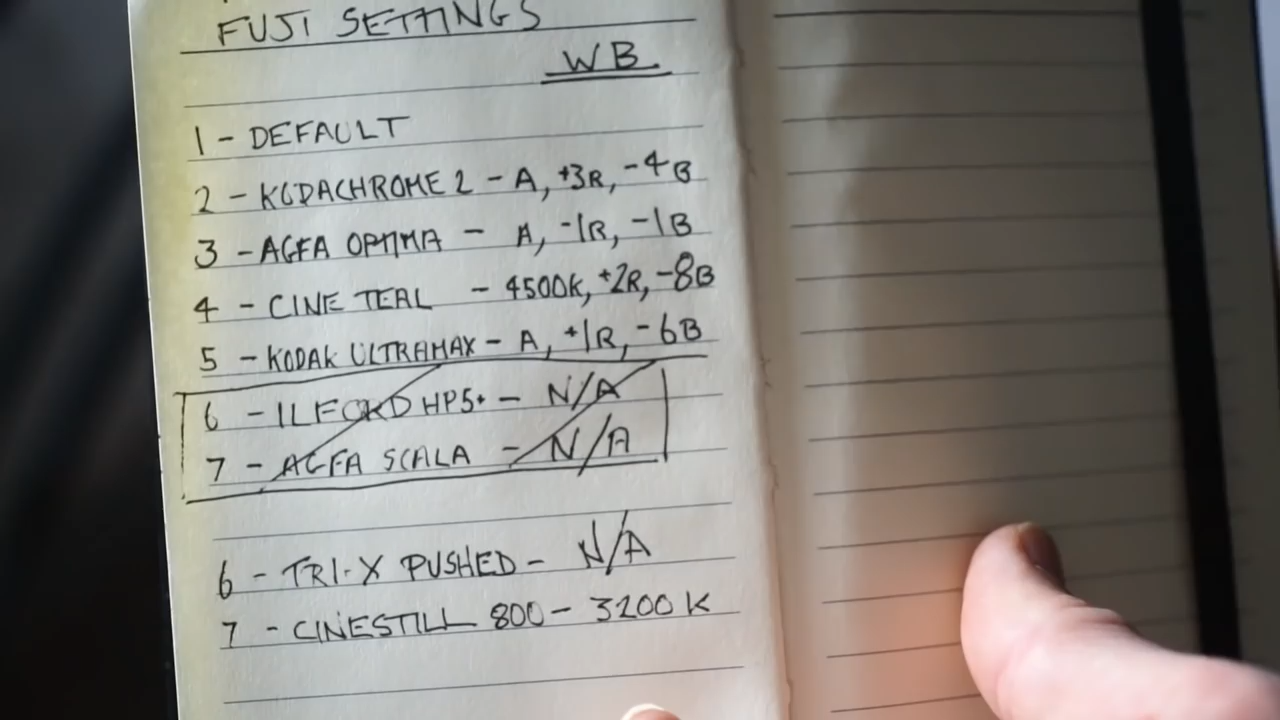 FUJI SETTINGS
WB
1 - DEFAULT
2 - KODACHROME 2 - A, +3R, -4B
3 - AGFA OPTIMA - A, -1R, -1B
4 - CINE TEAL - 4500K, +2R, -8B
5 - KODAK ULTRAMAX - A, +1R, -6B
6 - ILFORD HP5+ - N/A
7 - AGFA SCALA - N/A
6 - TRI-X PUSHED - N/A
7 - CINESTILL 800 - 3200K